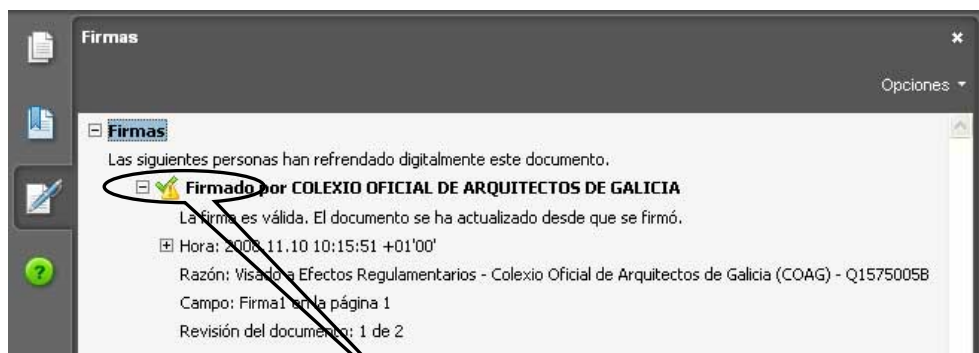 Firmas
Opciones
Firmas
Las siguientes personas han refrendado digitalmente este documento.
Firmado por COLEXIO OFICIAL DE ARQUITECTOS DE GALICIA
La firma es válida. El documento se ha actualizado desde que se firmó.
Hora: 2008.11.10 10:15:51 +01'00'
Razón: Visado a Efectos Regulamentarios - Colexio Oficial de Arquitectos de Galicia (COAG) - Q1575005B
Campo: Firma1 en la página 1
Revisión del documento: 1 de 2